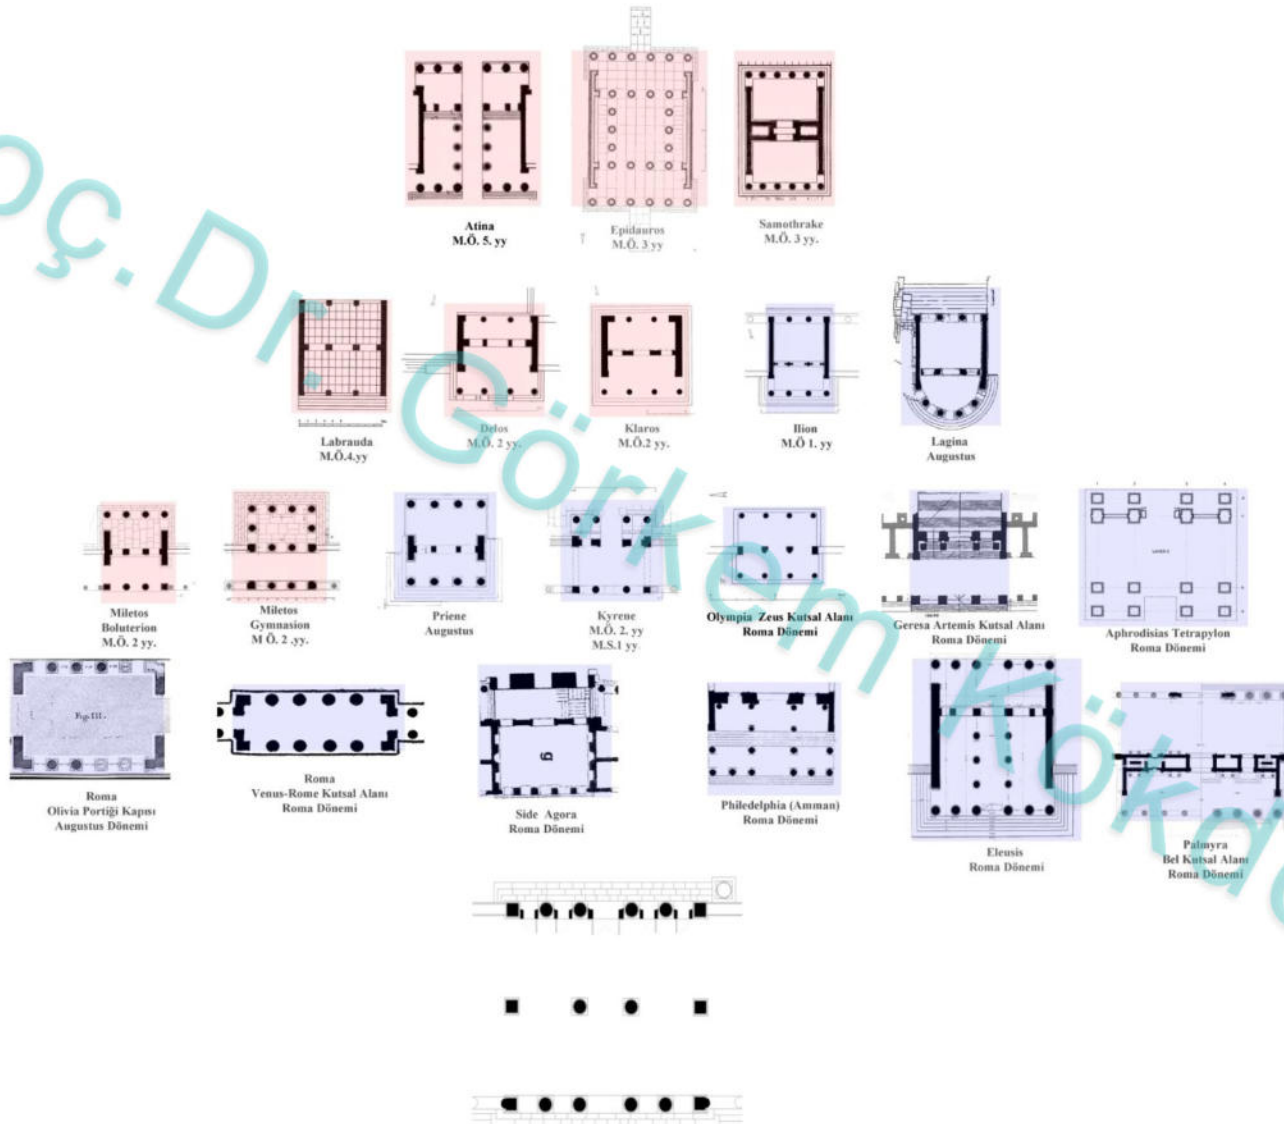 Atina
M.Ö. 5. yy
Epidauros
M.Ö. 3 yy
Samothrake
M.Ö. 3 yy.
Labrauda
M.Ö.4.yy
Delos
M.Ö. 2 yy.
Klaros
M.Ö.2 yy.
Ilion
M.Ö 1. yy
Lagina
Augustus
Miletos
Boluterion
M.Ö. 2 yy.
Miletos
Gymnasion
M Ö. 2 .yy.
Priene
Augustus
Kyrene
M.Ö. 2. yy
M.S.1 yy
Olympia Zeus Kutsal Alanı
Roma Dönemi
Geresa Artemis Kutsal Alanı
Roma Dönemi
Aphrodisias Tetrapylon
Roma Dönemi
Fig. III.
Roma
Olivia Portiği Kapısı
Augustus Dönemi
Roma
Venus-Rome Kutsal Alanı
Roma Dönemi
Side Agora
Roma Dönemi
Philedelphia (Amman)
Roma Dönemi
Eleusis
Roma Dönemi
Palmyra
Bel Kutsal Alanı
Roma Dönemi
oç.Dr. Görkem Kökde